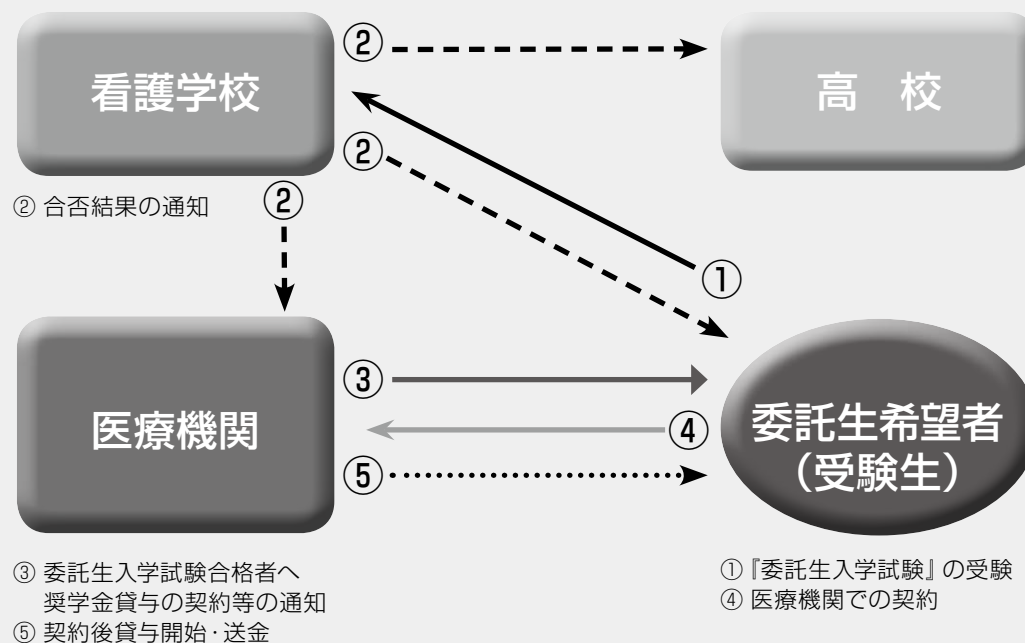 ②
看護学校
高　校
②
② 合否結果の通知
②
①
③
医療機関
④
委託生希望者
（受験生）
⑤
③ 委託生入学試験合格者へ
奨学金貸与の契約等の通知
⑤ 契約後貸与開始・送金
①『委託生入学試験』の受験
④ 医療機関での契約